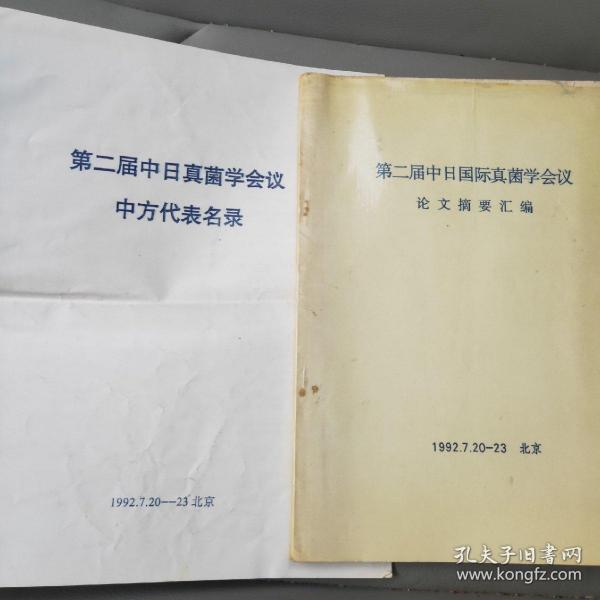 第二届中日真菌学会议
中方代表名录
1992.7.20--23北京
第二届中日国际真菌学会议
论文摘要汇编
1992.7.20-23 北京
孔夫子旧书网
www.kongfz.com